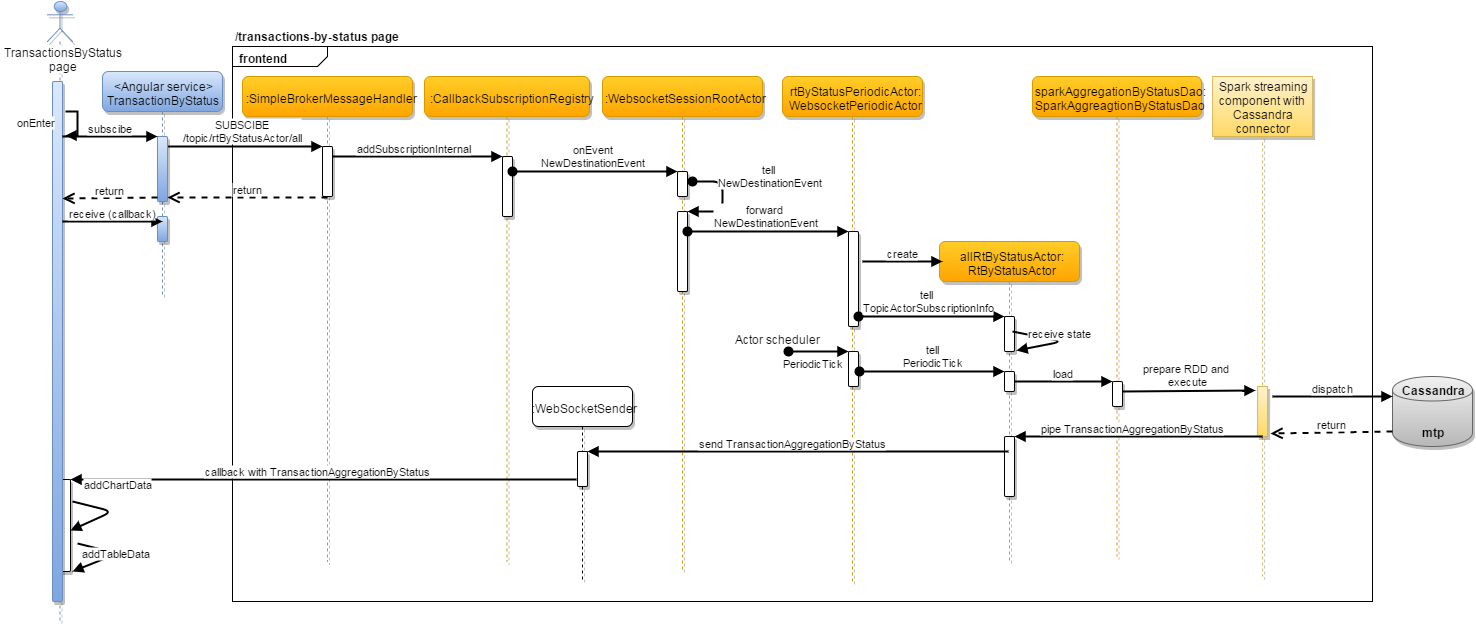 /transactions-by-status page
frontend
TransactionsByStatus
page
<Angular service>
TransactionByStatus
:SimpleBrokerMessageHandler
:CallbackSubscriptionRegistry
:WebsocketSessionRootActor
rtByStatusPeriodicActor:
WebsocketPeriodicActor
sparkAggregationByStatusDao:
SparkAggreagtionByStatusDao
Spark streaming
component with
Cassandra
connector
onEnter
subscibe
SUBSCIBE
/topic/rtByStatusActor/all
addSubscriptionInternal
onEvent
NewDestinationEvent
tell
NewDestinationEvent
return
return
receive (callback)
forward
NewDestinationEvent
create
allRtByStatusActor:
RtByStatusActor
tell
TopicActorSubscriptionInfo
receive state
Actor scheduler
PeriodicTick
tell
PeriodicTick
load
prepare RDD and
execute
dispatch
Cassandra
mtp
return
:WebSocketSender
pipe TransactionAggregationByStatus
send TransactionAggregationByStatus
callback with TransactionAggregationByStatus
addChartData
addTableData